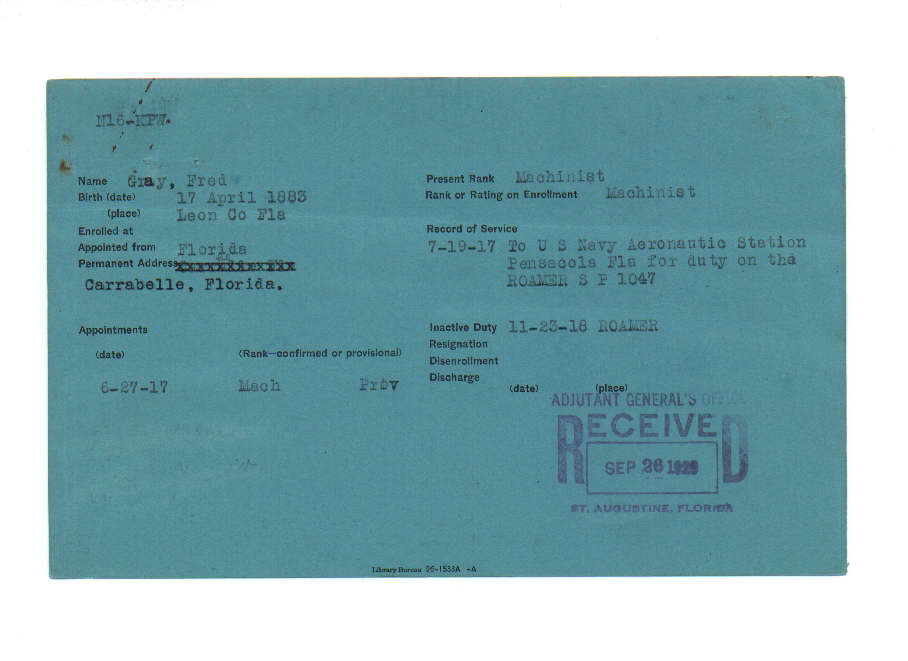 N16-KFW.
Name Gray, Fred
Birth (date) 17 April 1883
(place) Leon Co Fla
Enrolled at
Appointed from Florida
Permanent Address
Carrabelle, Florida.
Present Rank Machinist
Rank or Rating on Enrollment Machinist
Record of Service
7-19-17 To U S Navy Aeronautic Station
Pensacola Fla for duty on the
ROAMER S P 1047
Appointments
(date) (Rank—confirmed or provisional)
6-27-17 Mach Prov
Inactive Duty 11-23-18 ROAMER
Resignation
Disenrollment
Discharge
(date) (place)
ADJUTANT GENERAL'S OFFICE
RECEIVED
SEP 26
ST. AUGUSTINE, FLORIDA
Library Bureau 26-1533A -A